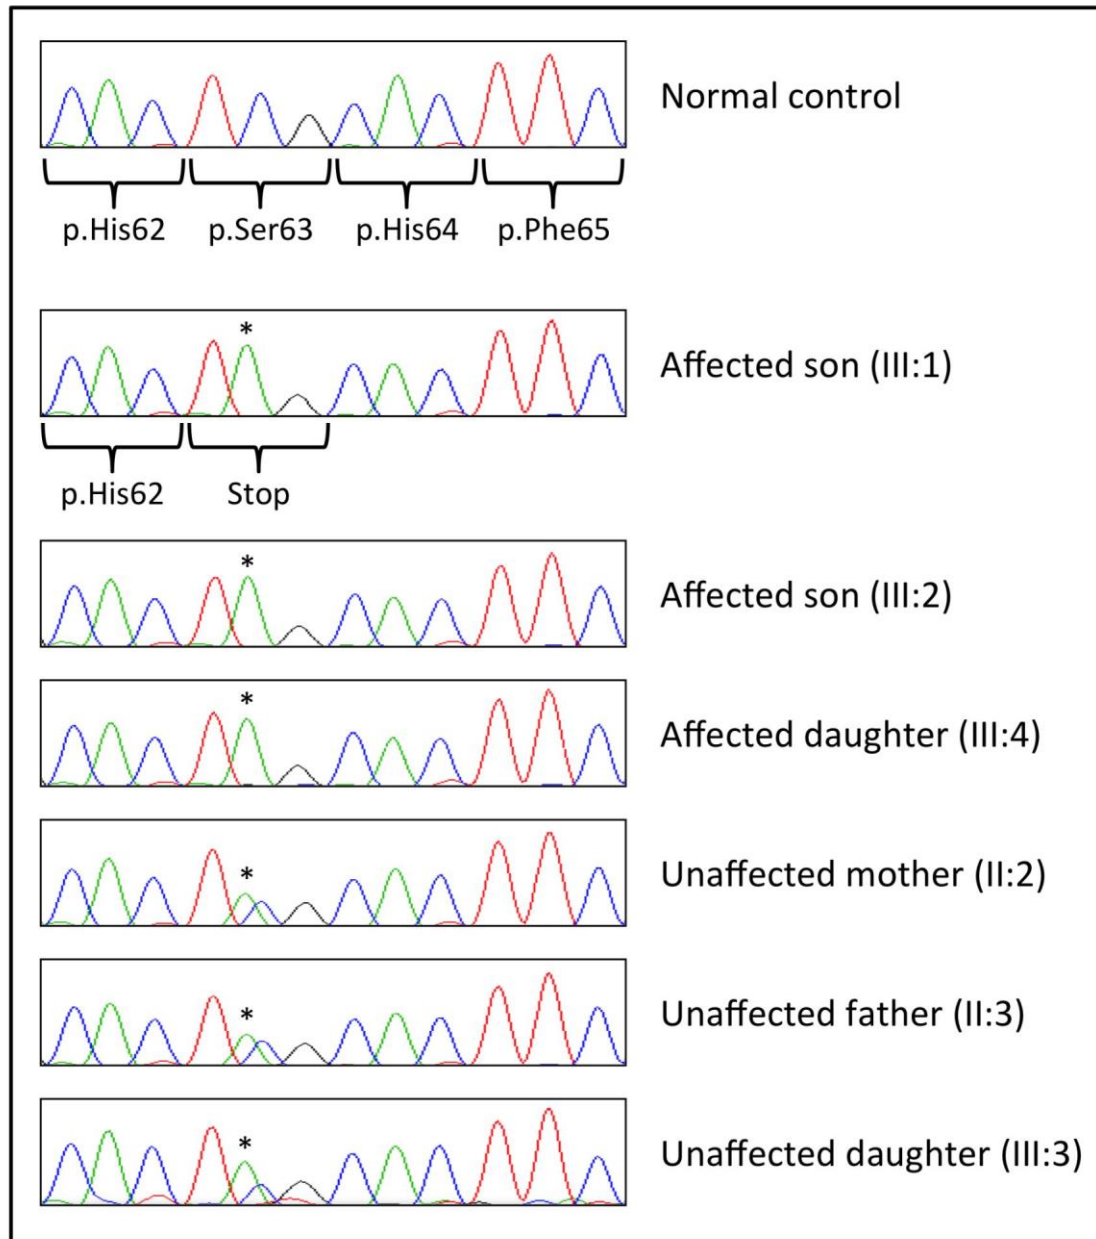 Normal control
p.His62 p.Ser63 p.His64 p.Phe65
*
Affected son (III:1)
p.His62 Stop
*
Affected son (III:2)
*
Affected daughter (III:4)
*
Unaffected mother (II:2)
*
Unaffected father (II:3)
*
Unaffected daughter (III:3)